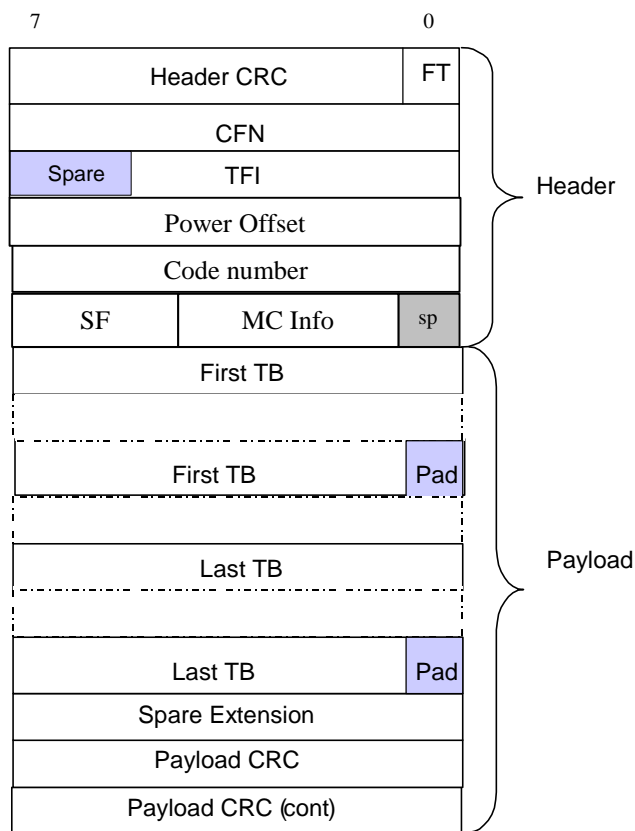 7 0
Header CRC FT
CFN
Spare TFI
Header
Power Offset
Code number
SF MC Info sp
First TB
First TB Pad
Last TB
Payload
Last TB Pad
Spare Extension
Payload CRC
Payload CRC (cont)